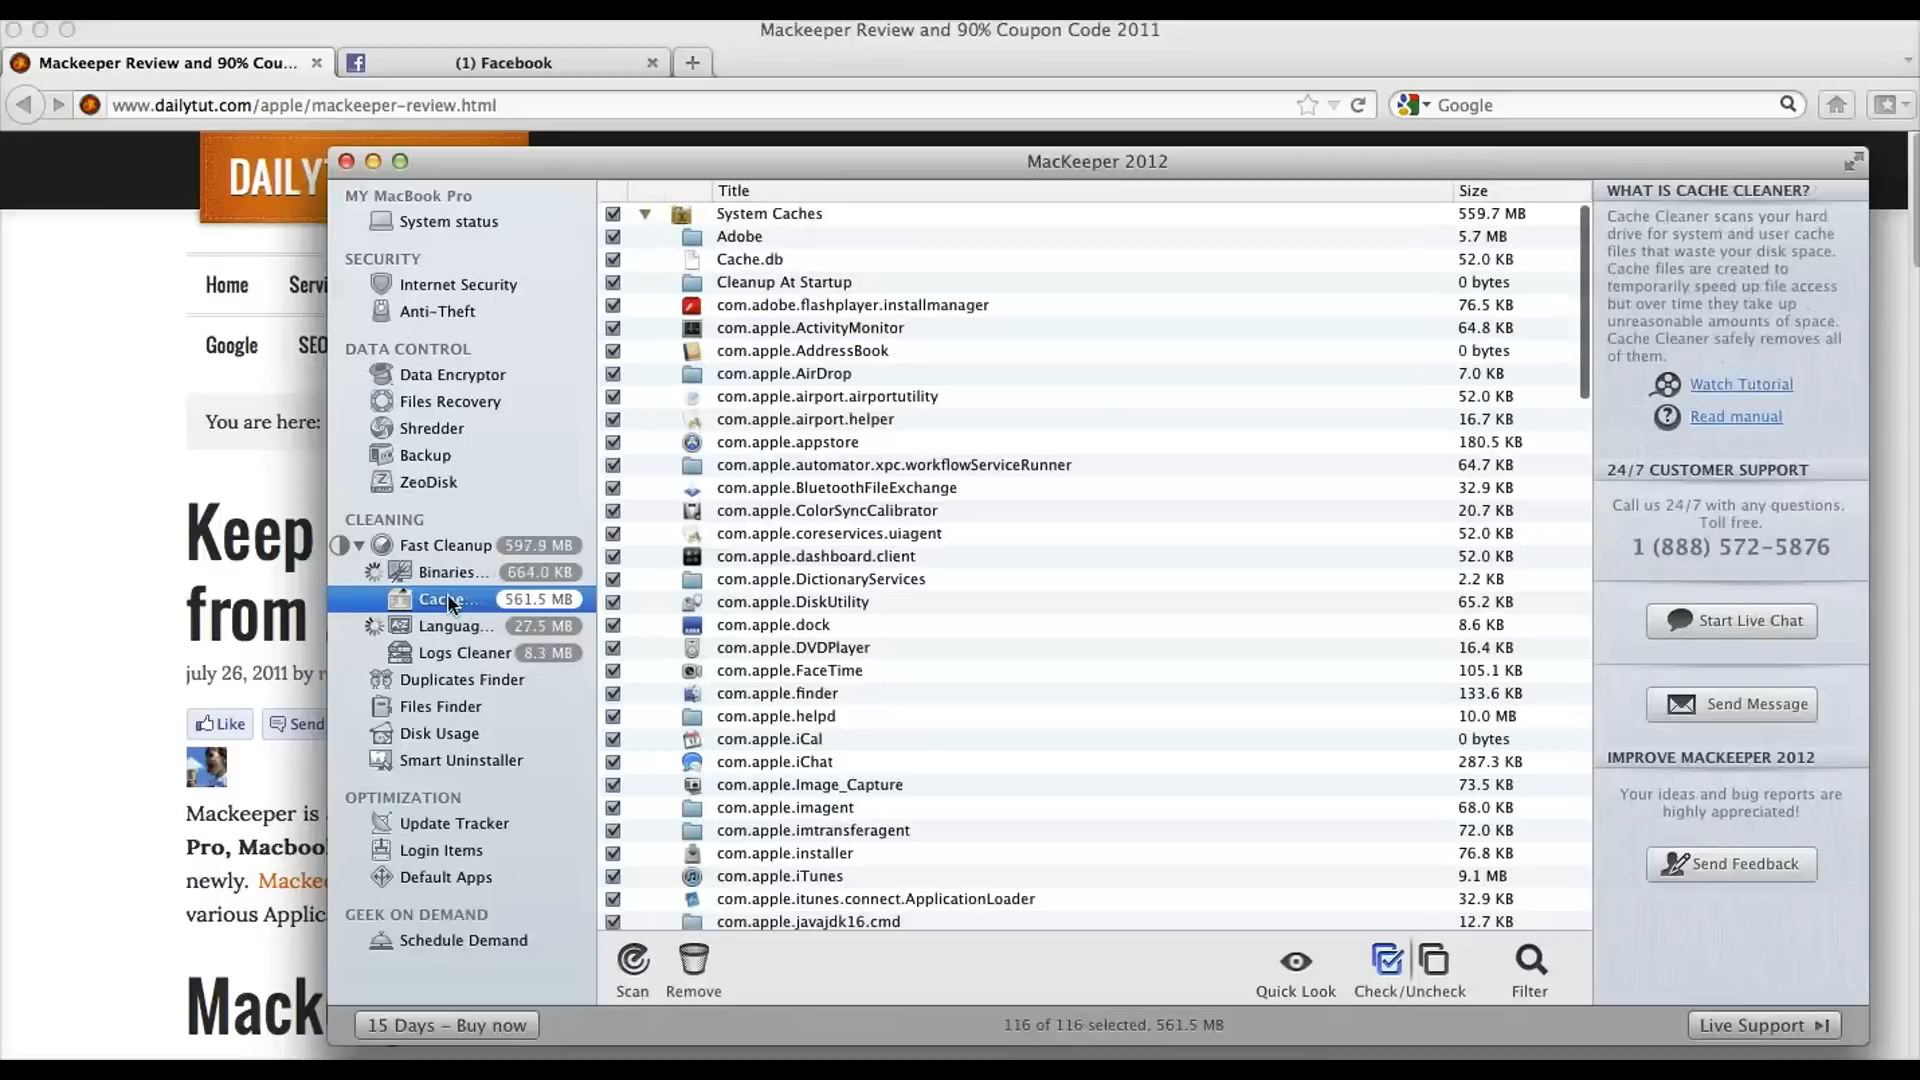 Mackeeper Review and 90% Coupon Code 2011
Mackeeper Review and 90% Cou...
(1) Facebook
www.dailytut.com/apple/mackeeper-review.html
Google
DAILY
Home
Servi
Google
SEO
You are here:
Keep
from
july 26, 2011 by
Like
Send
Mackeeper is
Pro, Macboo
newly. Macke
various Applic
Mack
MacKeeper 2012
MY MacBook Pro
System status
SECURITY
Internet Security
Anti-Theft
DATA CONTROL
Data Encryptor
Files Recovery
Shredder
Backup
ZeoDisk
CLEANING
Fast Cleanup 597.9 MB
Binaries... 664.0 KB
Cache... 561.5 MB
Languag... 27.5 MB
Logs Cleaner 8.3 MB
Duplicates Finder
Files Finder
Disk Usage
Smart Uninstaller
OPTIMIZATION
Update Tracker
Login Items
Default Apps
GEEK ON DEMAND
Schedule Demand
15 Days – Buy now
Title Size
System Caches 559.7 MB
Adobe 5.7 MB
Cache.db 52.0 KB
Cleanup At Startup 0 bytes
com.adobe.flashplayer.installmanager 76.5 KB
com.apple.ActivityMonitor 64.8 KB
com.apple.AddressBook 0 bytes
com.apple.AirDrop 7.0 KB
com.apple.airport.airportutility 52.0 KB
com.apple.airport.helper 16.7 KB
com.apple.appstore 180.5 KB
com.apple.automator.xpc.workflowServiceRunner 64.7 KB
com.apple.BluetoothFileExchange 32.9 KB
com.apple.ColorSyncCalibrator 20.7 KB
com.apple.coreservices.uiagent 52.0 KB
com.apple.dashboard.client 52.0 KB
com.apple.DictionaryServices 2.2 KB
com.apple.DiskUtility 65.2 KB
com.apple.dock 8.6 KB
com.apple.DVDPlayer 16.4 KB
com.apple.FaceTime 105.1 KB
com.apple.finder 133.6 KB
com.apple.helpd 10.0 MB
com.apple.iCal 0 bytes
com.apple.iChat 287.3 KB
com.apple.Image_Capture 73.5 KB
com.apple.imagent 68.0 KB
com.apple.imtransferagent 72.0 KB
com.apple.installer 76.8 KB
com.apple.iTunes 9.1 MB
com.apple.itunes.connect.ApplicationLoader 32.9 KB
com.apple.javajdk16.cmd 12.7 KB
Scan
Remove
Quick Look
Check/Uncheck
Filter
116 of 116 selected, 561.5 MB
WHAT IS CACHE CLEANER?
Cache Cleaner scans your hard
drive for system and user cache
files that waste your disk space.
Cache files are created to
temporarily speed up file access
but over time they take up
unreasonable amounts of space.
Cache Cleaner safely removes all
of them.
Watch Tutorial
Read manual
24/7 CUSTOMER SUPPORT
Call us 24/7 with any questions.
Toll free.
1 (888) 572-5876
Start Live Chat
Send Message
IMPROVE MACKEEPER 2012
Your ideas and bug reports are
highly appreciated!
Send Feedback
Live Support